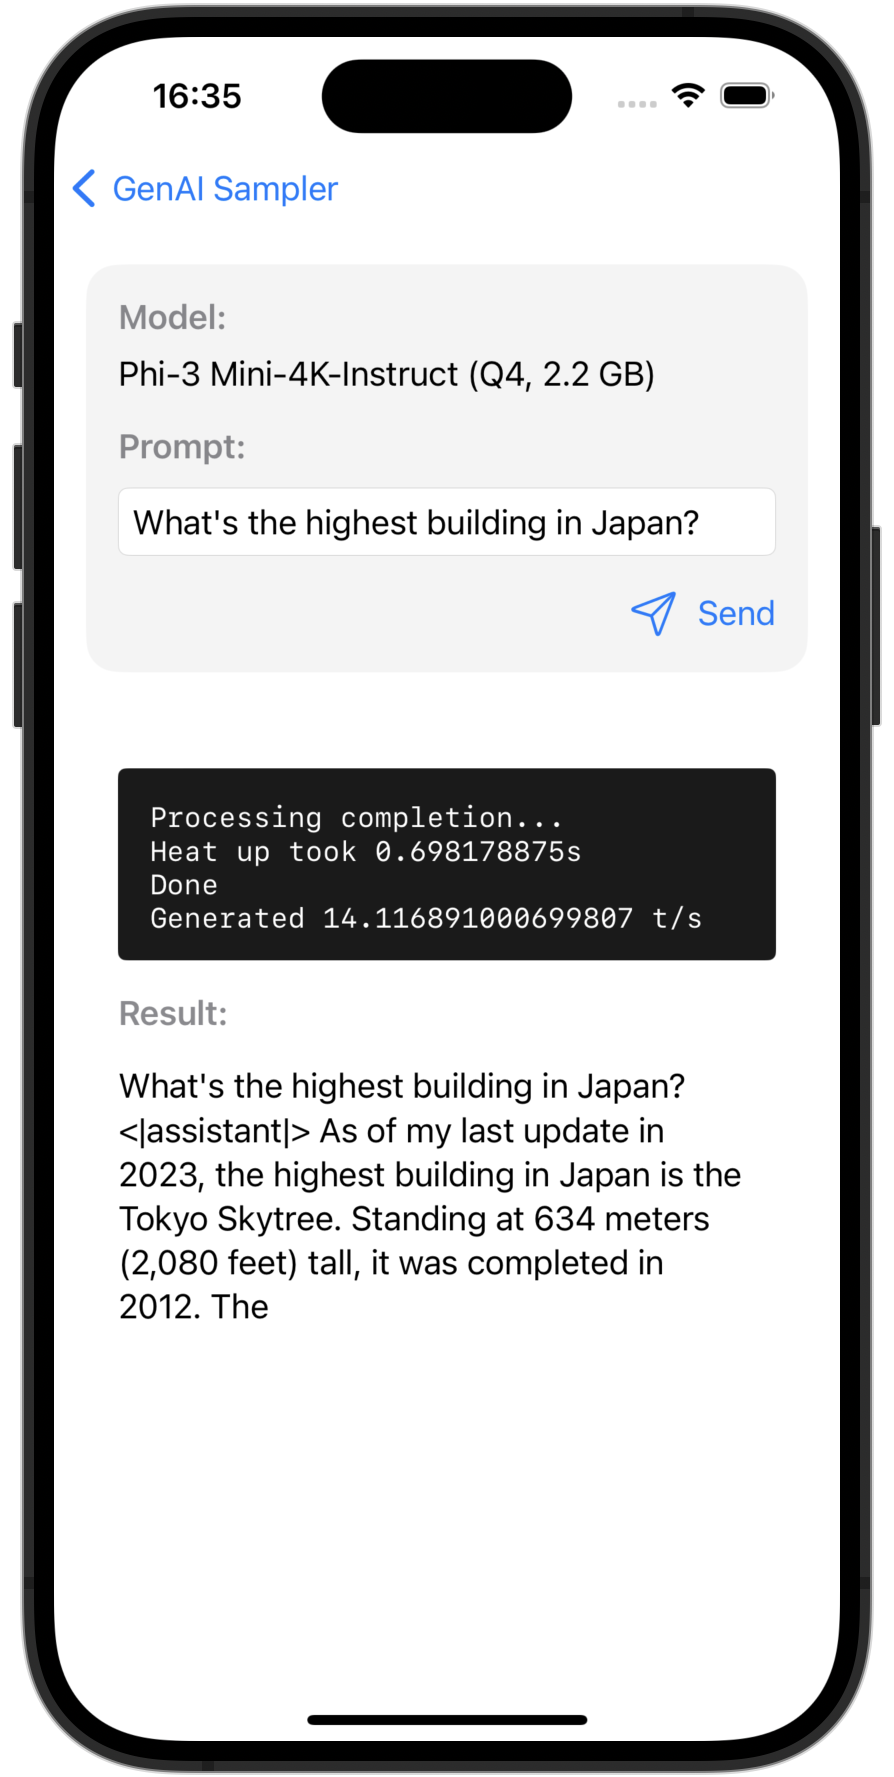 16:35
GenAI Sampler
Model:
Phi-3 Mini-4K-Instruct (Q4, 2.2 GB)
Prompt:
What's the highest building in Japan?
Send
Processing completion...
Heat up took 0.698178875s
Done
Generated 14.116891000699807 t/s
Result:
What's the highest building in Japan?
<|assistant|> As of my last update in
2023, the highest building in Japan is the
Tokyo Skytree. Standing at 634 meters
(2,080 feet) tall, it was completed in
2012. The